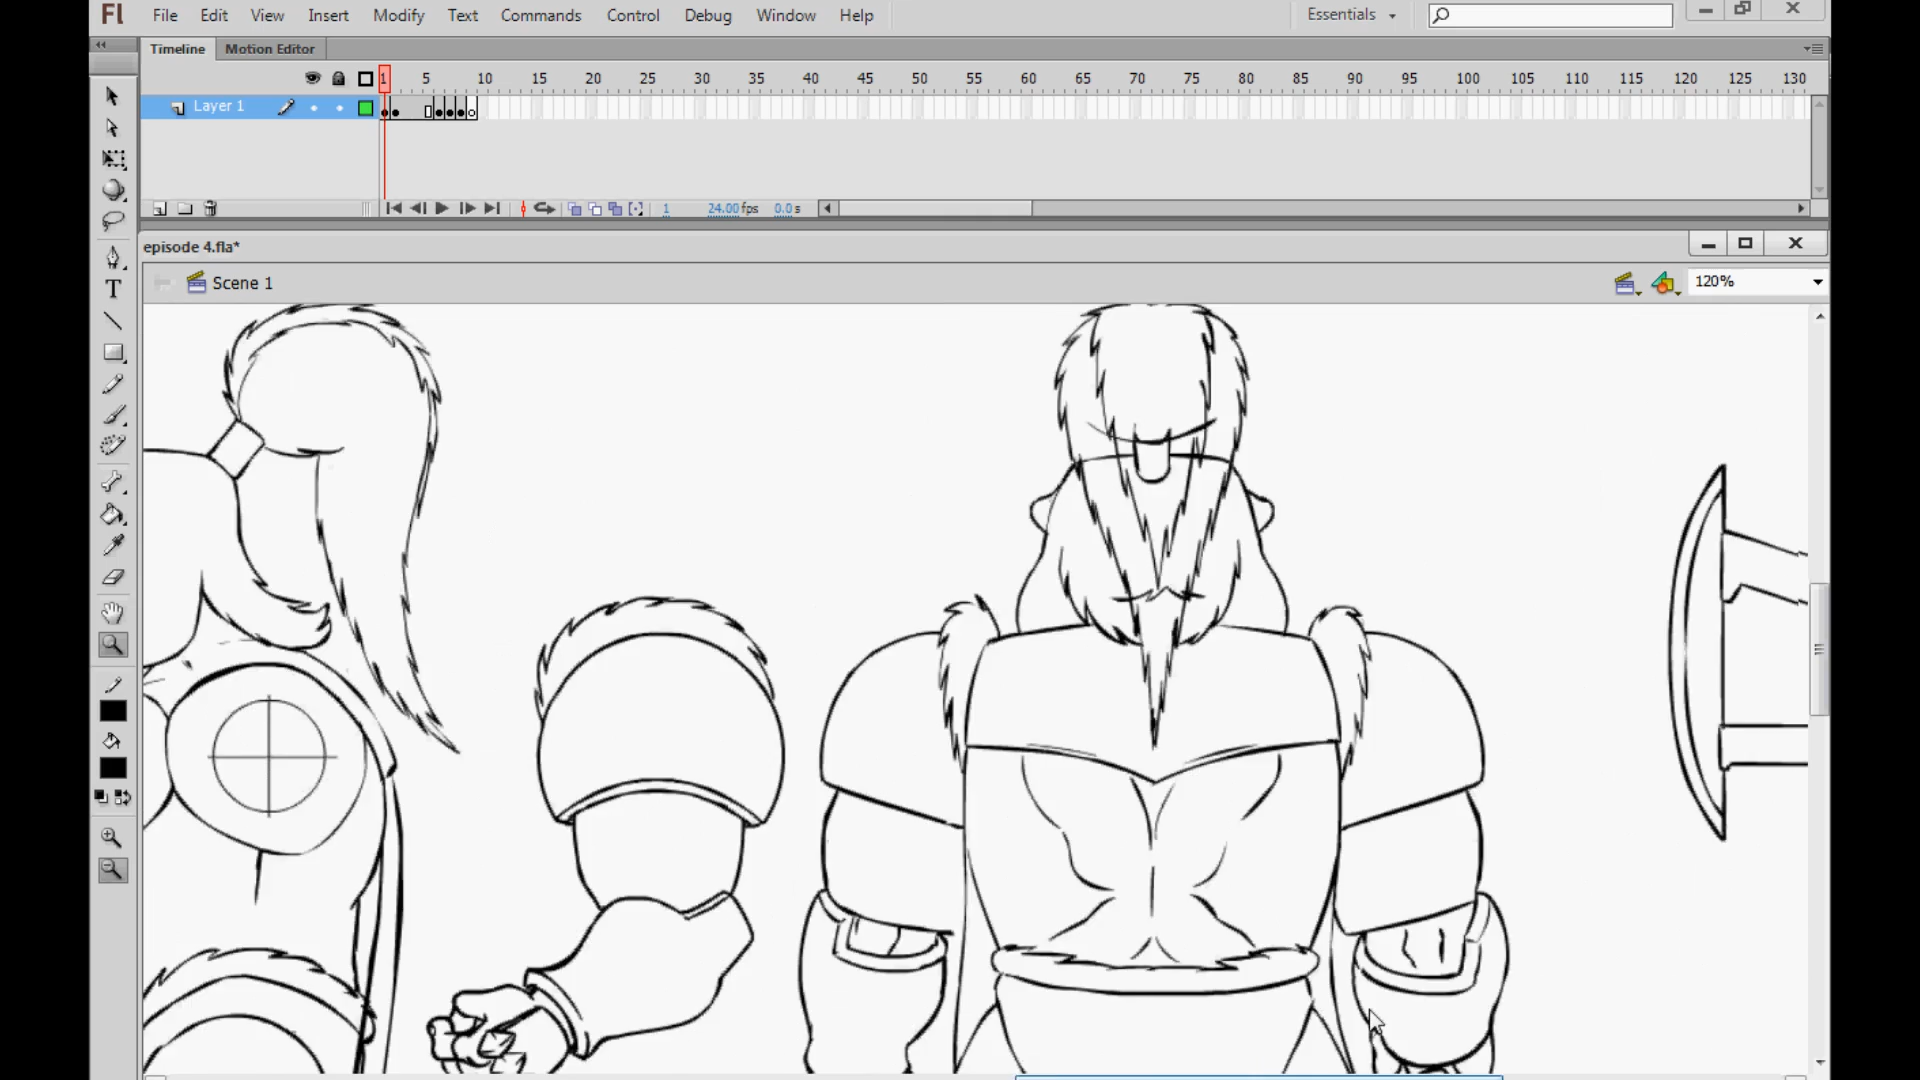 Fl File Edit View Insert Modify Text Commands Control Debug Window Help Essentials
Timeline Motion Editor
1 5 10 15 20 25 30 35 40 45 50 55 60 65 70 75 80 85 90 95 100 105 110 115 120 125 130
Layer 1
1 24.00 fps 0.0 s
episode 4.fla*
Scene 1 120%
T